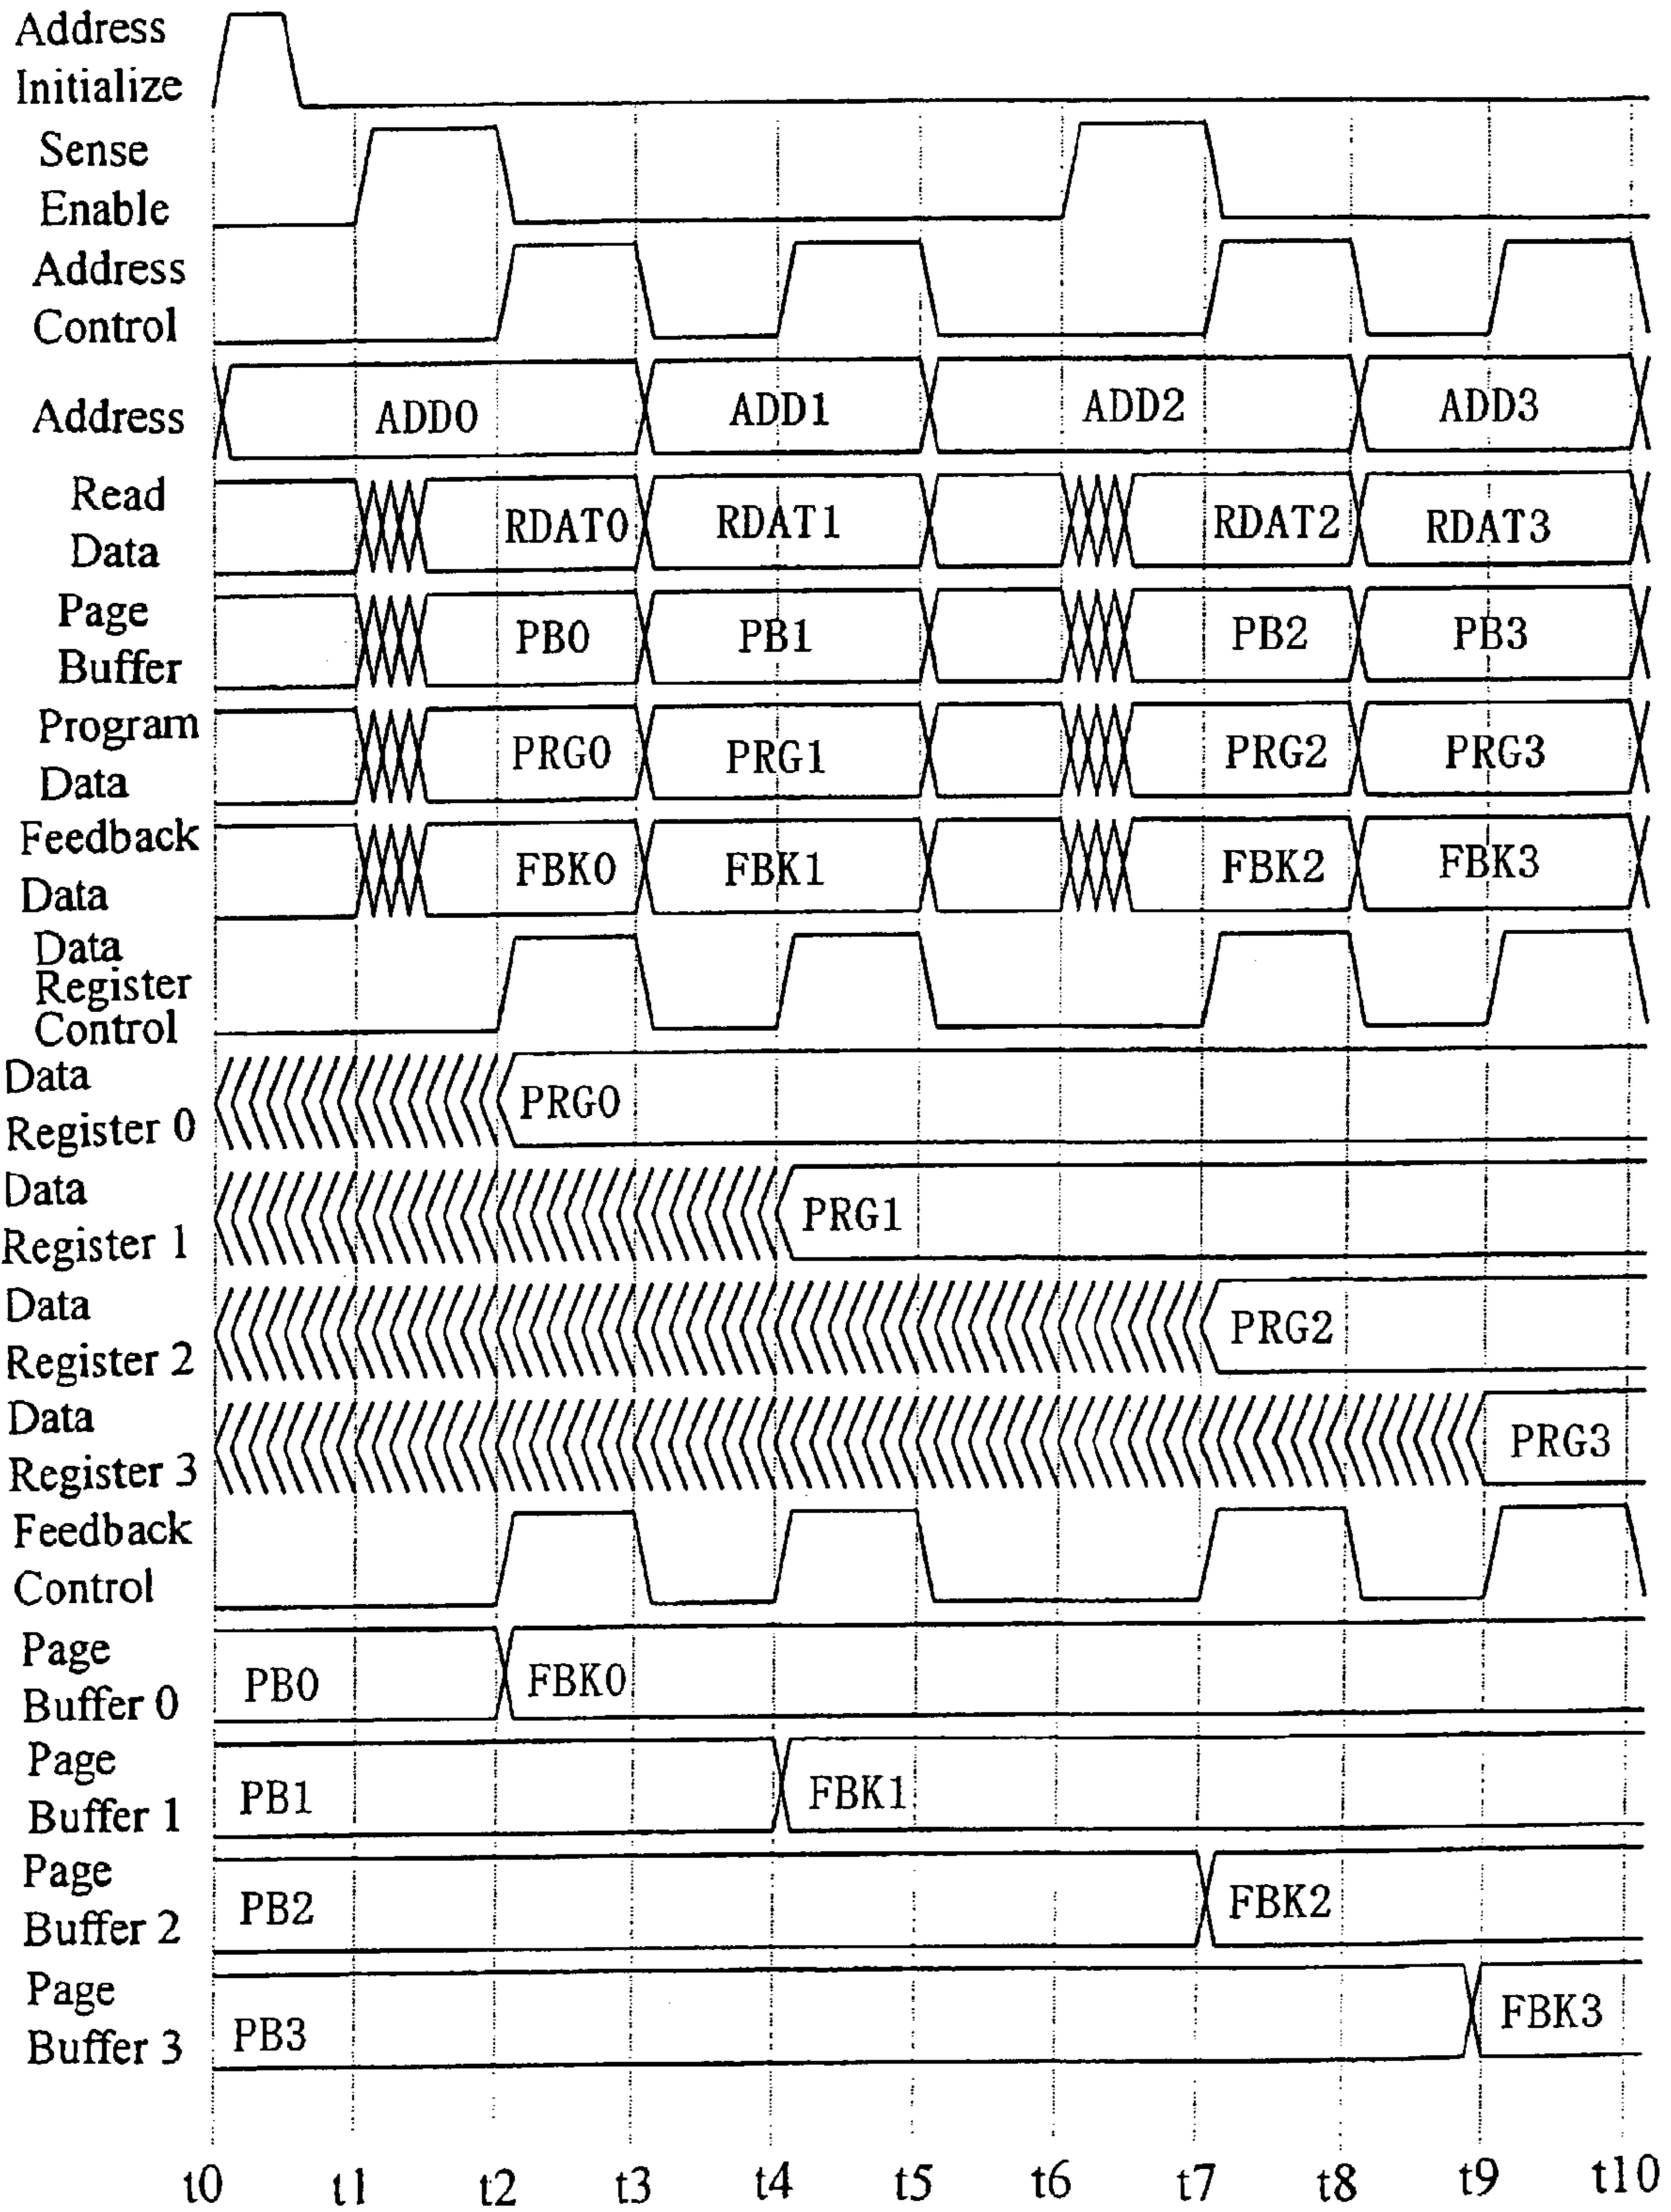 Address
Initialize
Sense
Enable
Address
Control
Address ADD0 ADD1 ADD2 ADD3
Read
Data
RDAT0 RDAT1 RDAT2 RDAT3
Page
Buffer
PB0 PB1 PB2 PB3
Program
Data
PRG0 PRG1 PRG2 PRG3
Feedback
Data
FBK0 FBK1 FBK2 FBK3
Data
Register
Control
Data
Register 0
PRG0
Data
Register 1
PRG1
Data
Register 2
PRG2
Data
Register 3
PRG3
Feedback
Control
Page
Buffer 0
PB0 FBK0
Page
Buffer 1
PB1 FBK1
Page
Buffer 2
PB2 FBK2
Page
Buffer 3
PB3 FBK3
t0 t1 t2 t3 t4 t5 t6 t7 t8 t9 t10